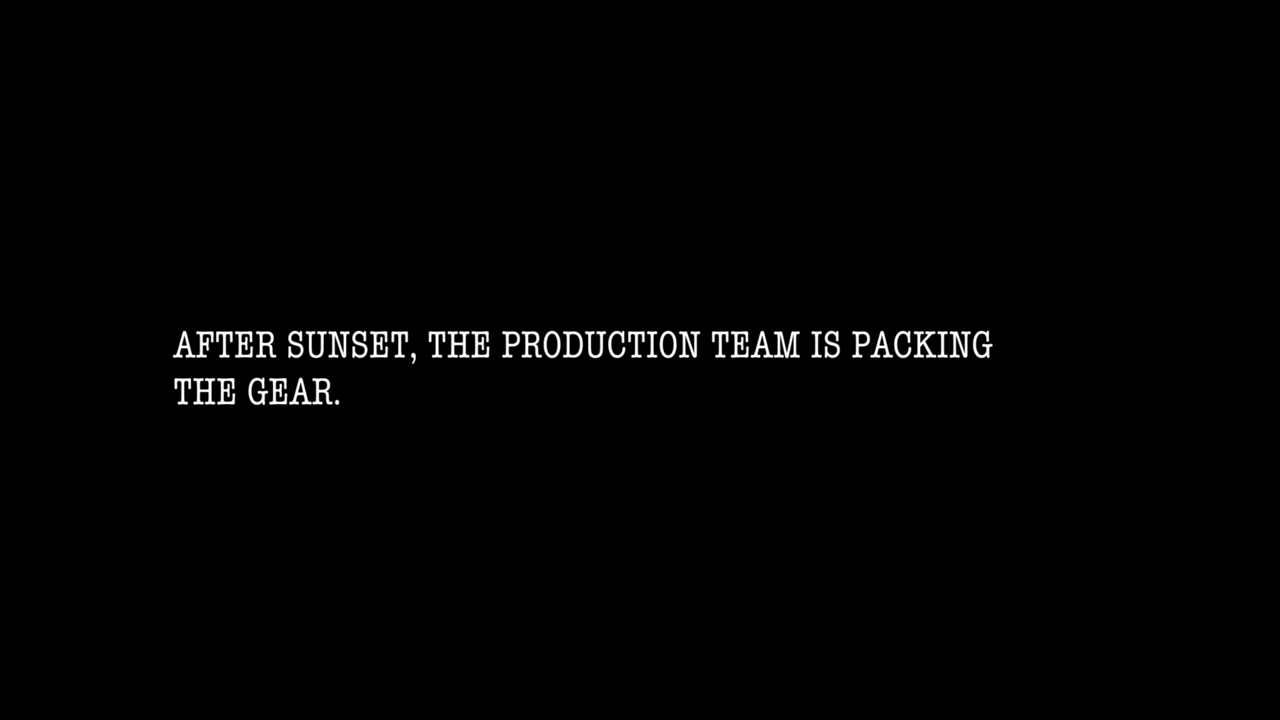 AFTER SUNSET, THE PRODUCTION TEAM IS PACKING
THE GEAR.